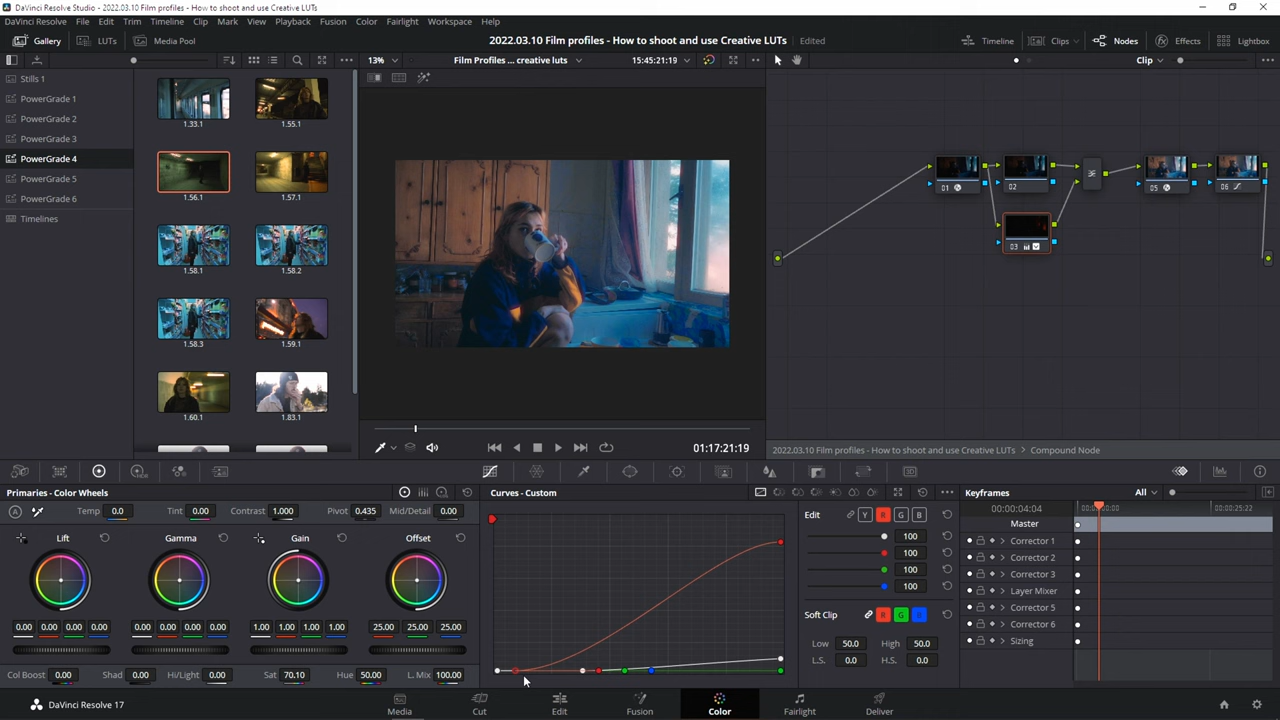 DaVinci Resolve Studio - 2022.03.10 Film profiles - How to shoot and use Creative LUTs
DaVinci Resolve File Edit Trim Timeline Clip Mark View Playback Fusion Color Fairlight Workspace Help
Gallery LUTs Media Pool 2022.03.10 Film profiles - How to shoot and use Creative LUTs Edited Timeline Clips Nodes Effects Lightbox
13% Film Profiles ... creative luts 15:45:21:19 Clip
Stills 1
PowerGrade 1
PowerGrade 2
PowerGrade 3
PowerGrade 4
PowerGrade 5
PowerGrade 6
Timelines
1.33.1 1.55.1
1.56.1 1.57.1
1.58.1 1.58.2
1.58.3 1.59.1
1.60.1 1.83.1
01 02 05 06
03
01:17:21:19
2022.03.10 Film profiles - How to shoot and use Creative LUTs > Compound Node
Primaries - Color Wheels Curves - Custom Keyframes All
A Temp 0.0 Tint 0.00 Contrast 1.000 Pivot 0.435 Mid/Detail 0.00
Lift Gamma Gain Offset
0.00 0.00 0.00 0.00 0.00 0.00 0.00 0.00 1.00 1.00 1.00 1.00 25.00 25.00 25.00
Col Boost 0.00 Shad 0.00 Hi/Light 0.00 Sat 70.10 Hue 50.00 L. Mix 100.00
Edit Y R G B
100
100
100
100
Soft Clip R G B
Low 50.0 High 50.0
L.S. 0.0 H.S. 0.0
00:00:04:04 00:00:25:22
Master
Corrector 1
Corrector 2
Corrector 3
Layer Mixer
Corrector 5
Corrector 6
Sizing
DaVinci Resolve 17 Media Cut Edit Fusion Color Fairlight Deliver